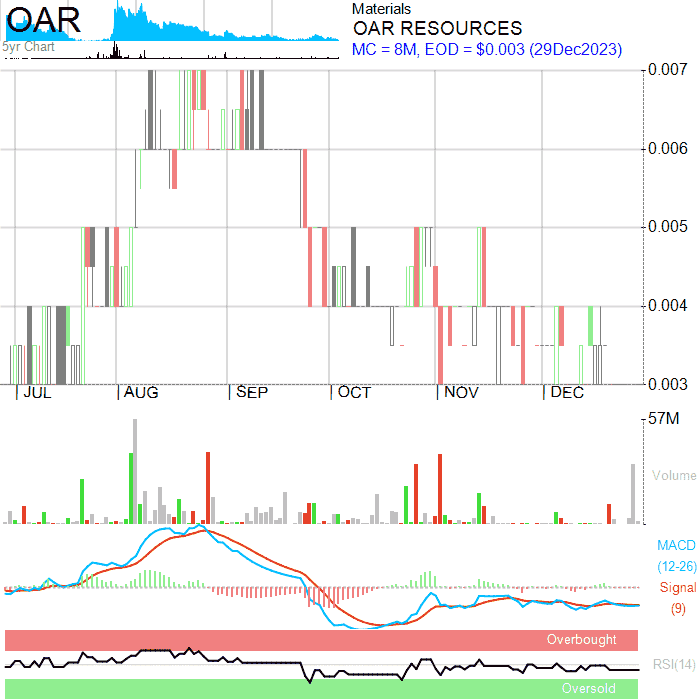 OAR
5yr Chart
Materials
OAR RESOURCES
MC = 8M, EOD = $0.003 (29Dec2023)
0.007
0.006
0.005
0.004
0.003
JUL AUG SEP OCT NOV DEC
57M
Volume
MACD
(12-26)
Signal
(9)
Overbought
RSI(14)
Oversold